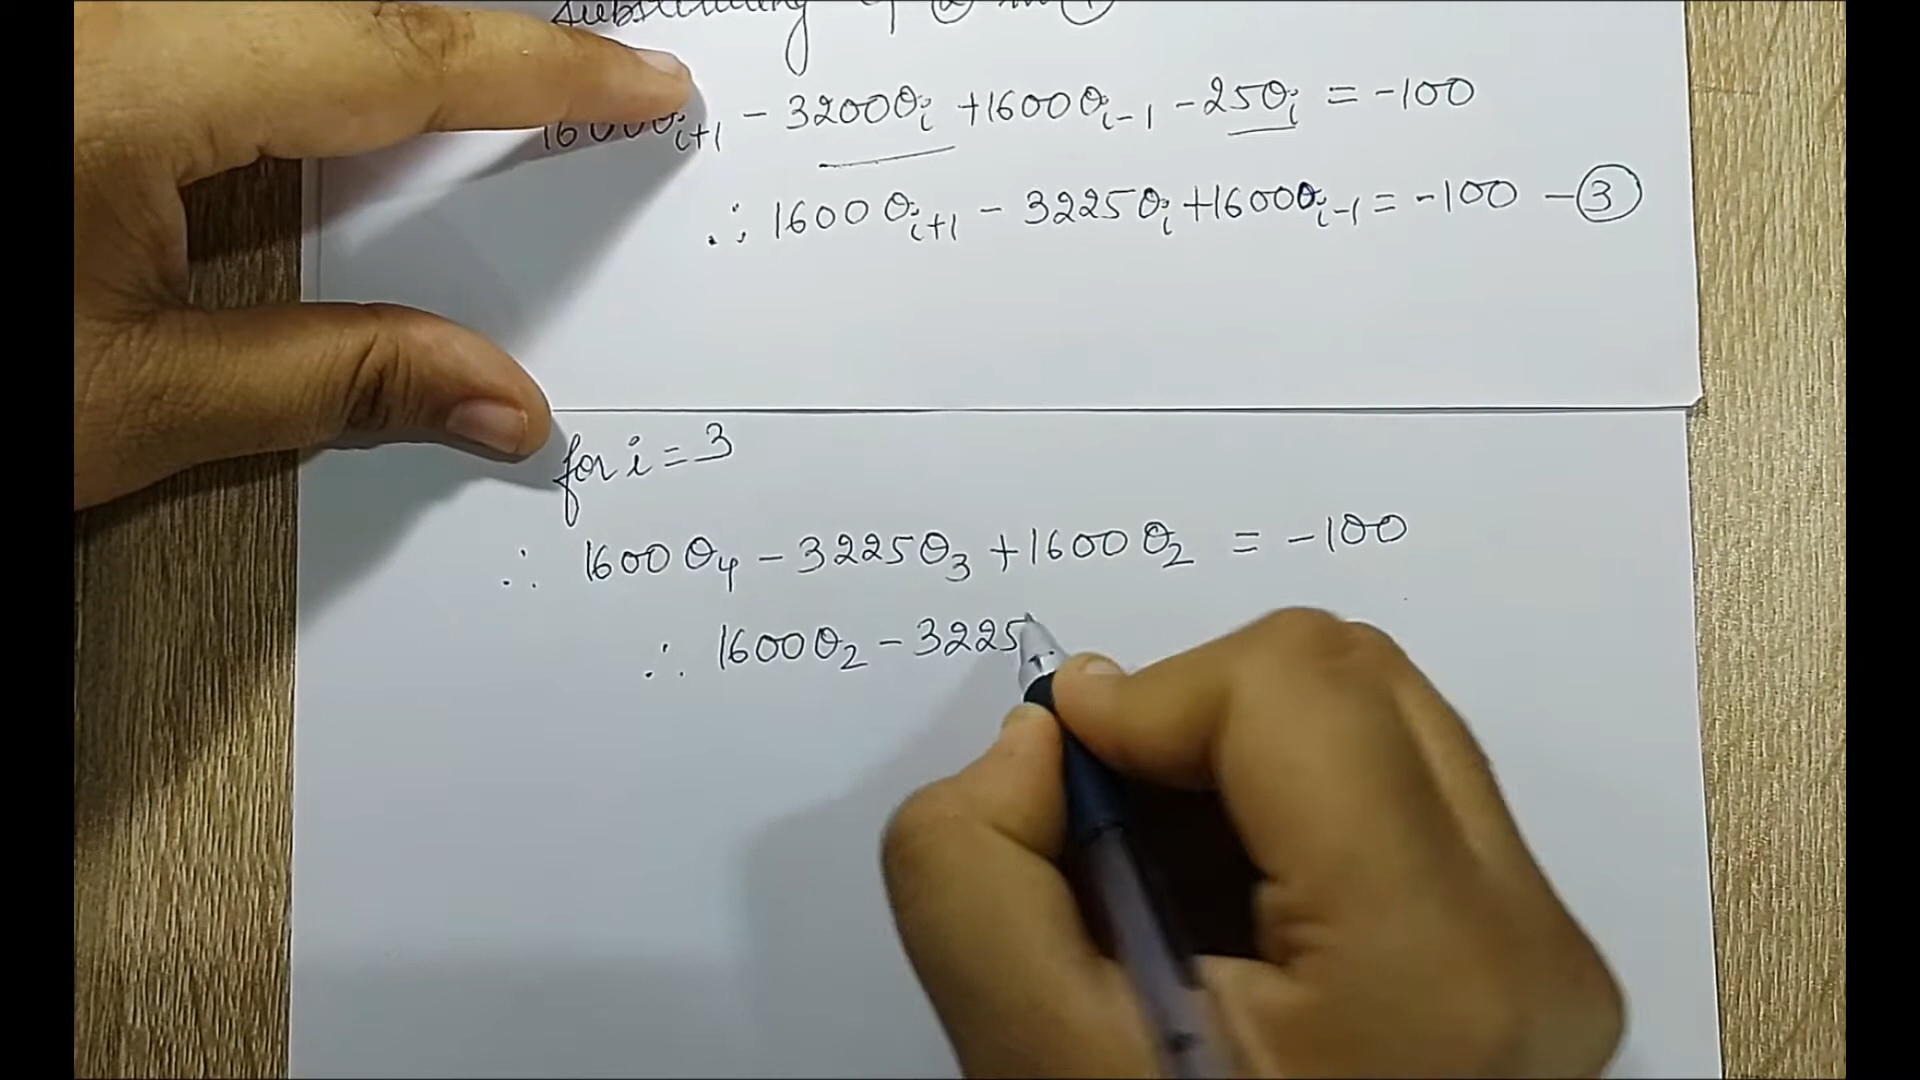 1600θᵢ₊₁ - 3200θᵢ + 1600θᵢ₋₁ - 25θᵢ = -100
∴ 1600θᵢ₊₁ - 3225θᵢ + 1600θᵢ₋₁ = -100 - ③
for i = 3
∴ 1600θ₄ - 3225θ₃ + 1600θ₂ = -100
∴ 1600θ₂ - 3225